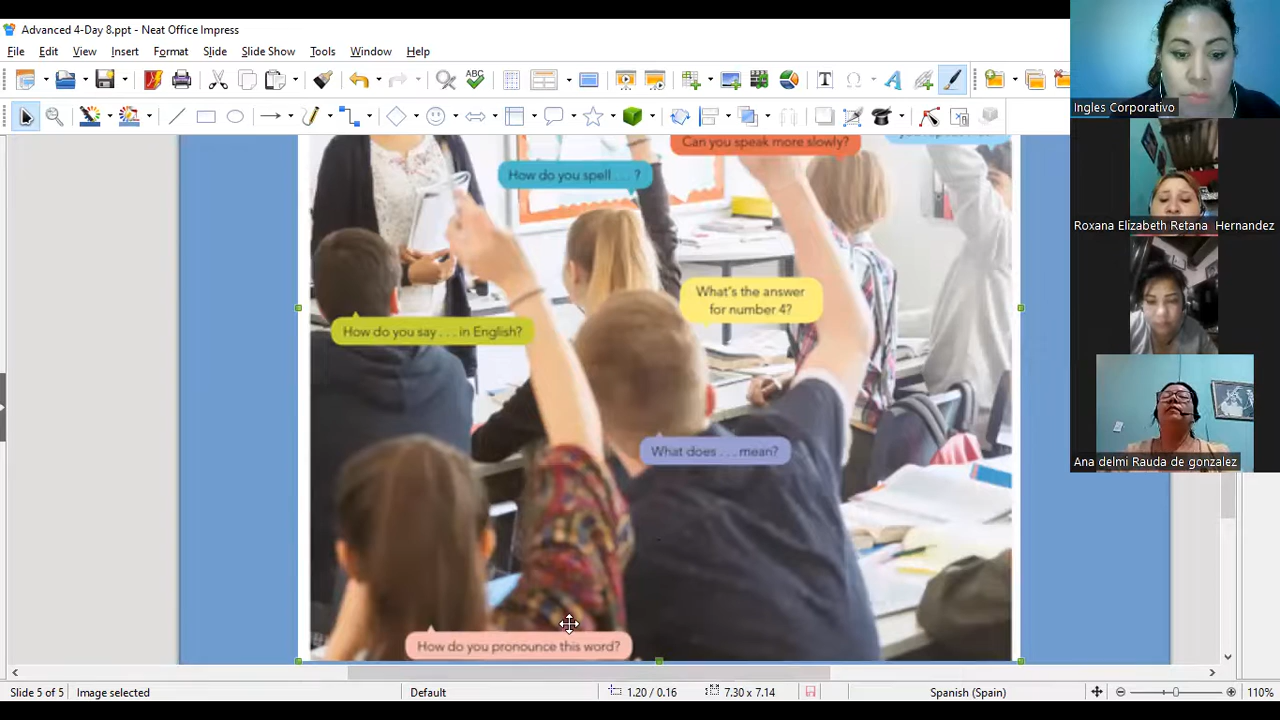 Advanced 4-Day 8.ppt - Neat Office Impress
File Edit View Insert Format Slide Slide Show Tools Window Help
Ingles Corporativo
Roxana Elizabeth Retana Hernandez
Ana delmi Rauda de gonzalez
Can you speak more slowly?
How do you spell . . . ?
What's the answer
for number 4?
How do you say . . . in English?
What does . . . mean?
How do you pronounce this word?
Slide 5 of 5 Image selected Default 1.20 / 0.16 7.30 x 7.14 Spanish (Spain) 110%